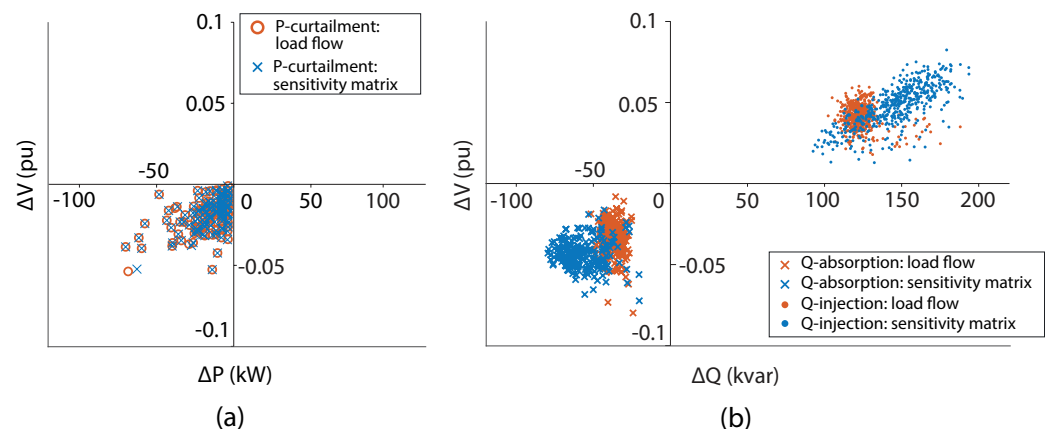 0.1
P-curtailment:
load flow
P-curtailment:
sensitivity matrix
0.05
-50
-100
0
50
100
-0.05
-0.1
ΔV (pu)
ΔP (kW)
(a)
0.1
0.05
-50
-100
0
50
100
150
200
-0.05
-0.1
ΔV (pu)
Q-absorption: load flow
Q-absorption: sensitivity matrix
Q-injection: load flow
Q-injection: sensitivity matrix
ΔQ (kvar)
(b)